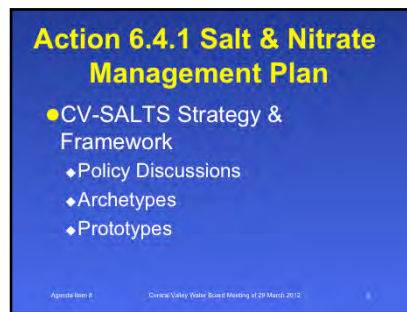 Action 6.4.1 Salt & Nitrate
Management Plan
●CV-SALTS Strategy &
Framework
◆Policy Discussions
◆Archetypes
◆Prototypes
Agenda Item 8 Central Valley Water Board Meeting of 29 March 2012